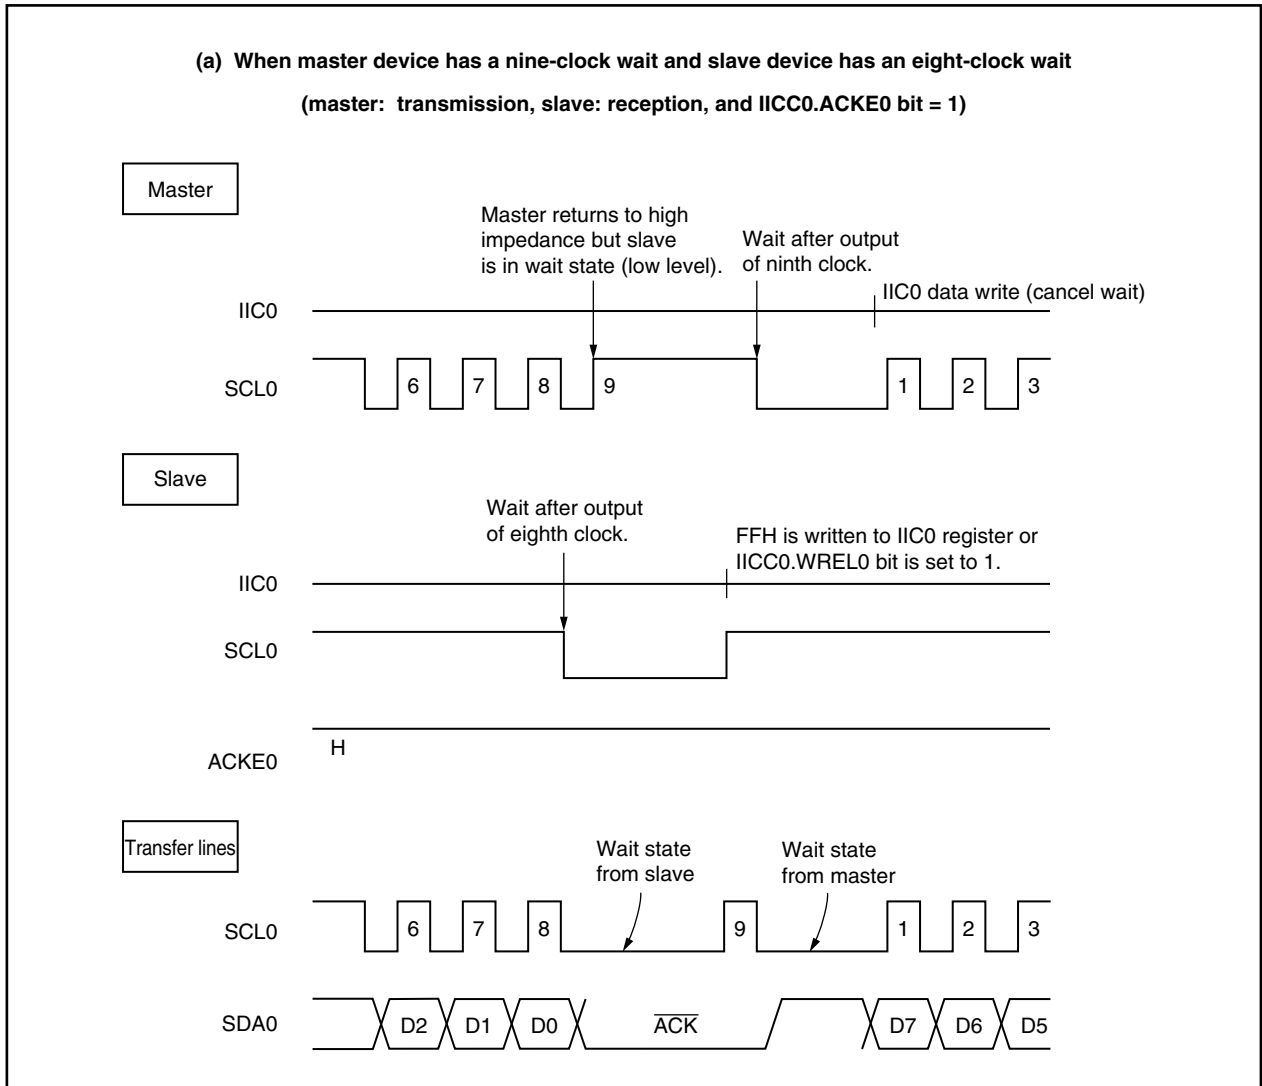 (a) When master device has a nine-clock wait and slave device has an eight-clock wait
(master: transmission, slave: reception, and IICC0.ACKE0 bit = 1)
Master
Master returns to high
impedance but slave
is in wait state (low level).
Wait after output
of ninth clock.
IIC0 data write (cancel wait)
IIC0
SCL0
6
7
8
9
1
2
3
Slave
Wait after output
of eighth clock.
FFH is written to IIC0 register or
IICC0.WREL0 bit is set to 1.
IIC0
SCL0
H
ACKE0
Transfer lines
Wait state
from slave
Wait state
from master
SCL0
6
7
8
9
1
2
3
SDA0
D2
D1
D0
ACK
D7
D6
D5